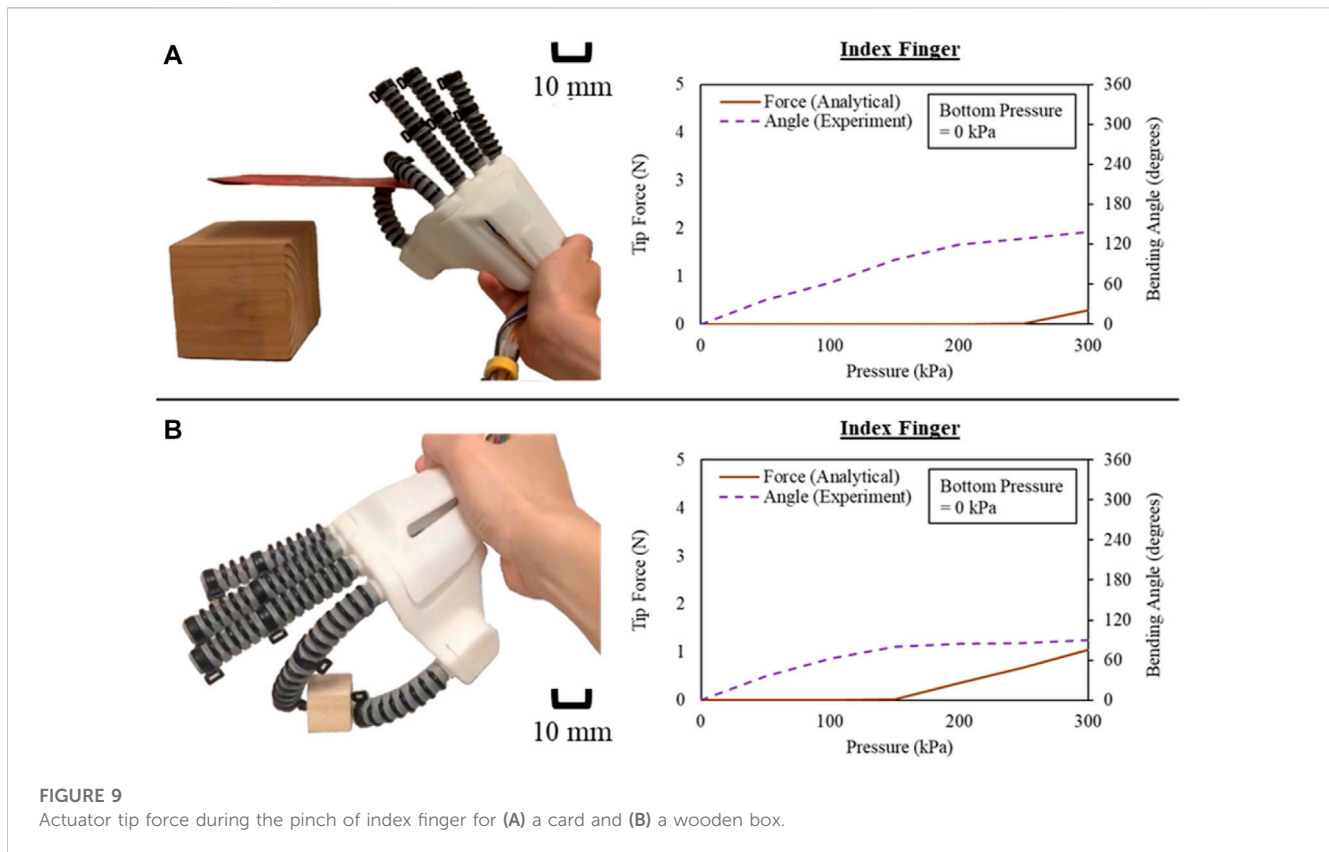 A
10 mm
Index Finger
Force (Analytical)
Angle (Experiment)
Bottom Pressure
= 0 kPa
Tip Force (N)
5
4
3
2
1
0
Bending Angle (degrees)
360
300
240
180
120
60
0
0 100 200 300
Pressure (kPa)
B
10 mm
Index Finger
Force (Analytical)
Angle (Experiment)
Bottom Pressure
= 0 kPa
Tip Force (N)
5
4
3
2
1
0
Bending Angle (degrees)
360
300
240
180
120
60
0
0 100 200 300
Pressure (kPa)
FIGURE 9
Actuator tip force during the pinch of index finger for (A) a card and (B) a wooden box.